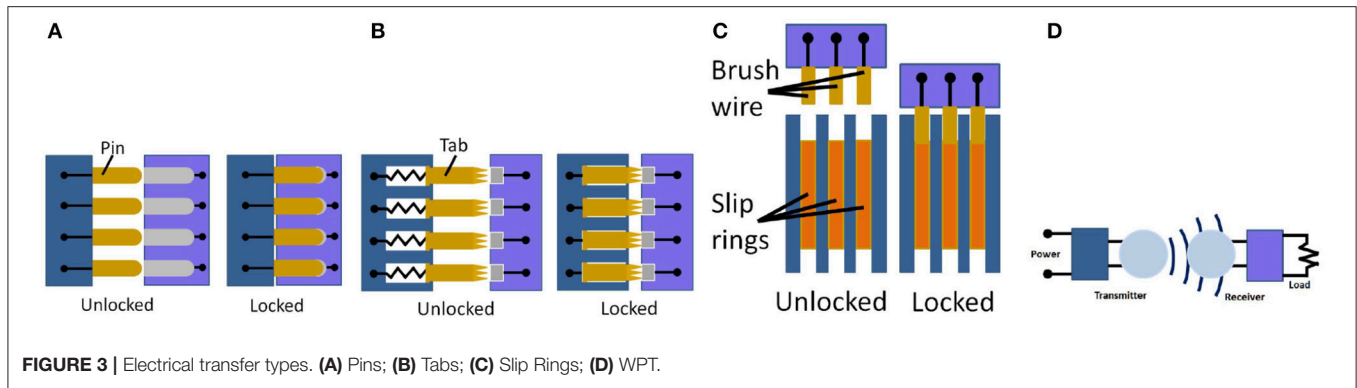 A
B
C
D
Pin
Unlocked
Locked
Tab
Unlocked
Locked
Brush
wire
Slip
rings
Unlocked
Locked
Power
Transmitter
Receiver
Load
FIGURE 3 | Electrical transfer types. (A) Pins; (B) Tabs; (C) Slip Rings; (D) WPT.